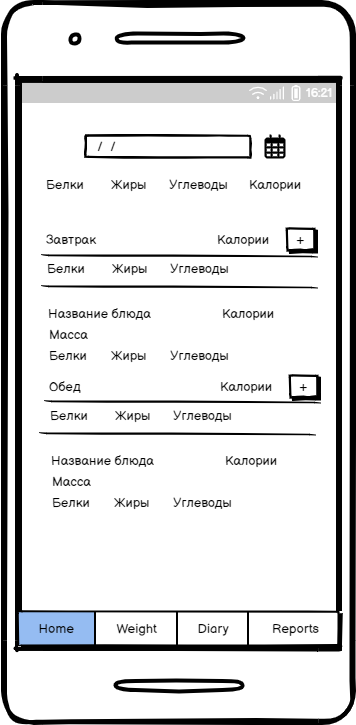 16:21
/ /
Белки Жиры Углеводы Калории
Завтрак Калории +
Белки Жиры Углеводы
Название блюда Калории
Масса
Белки Жиры Углеводы
Обед Калории +
Белки Жиры Углеводы
Название блюда Калории
Масса
Белки Жиры Углеводы
Home Weight Diary Reports